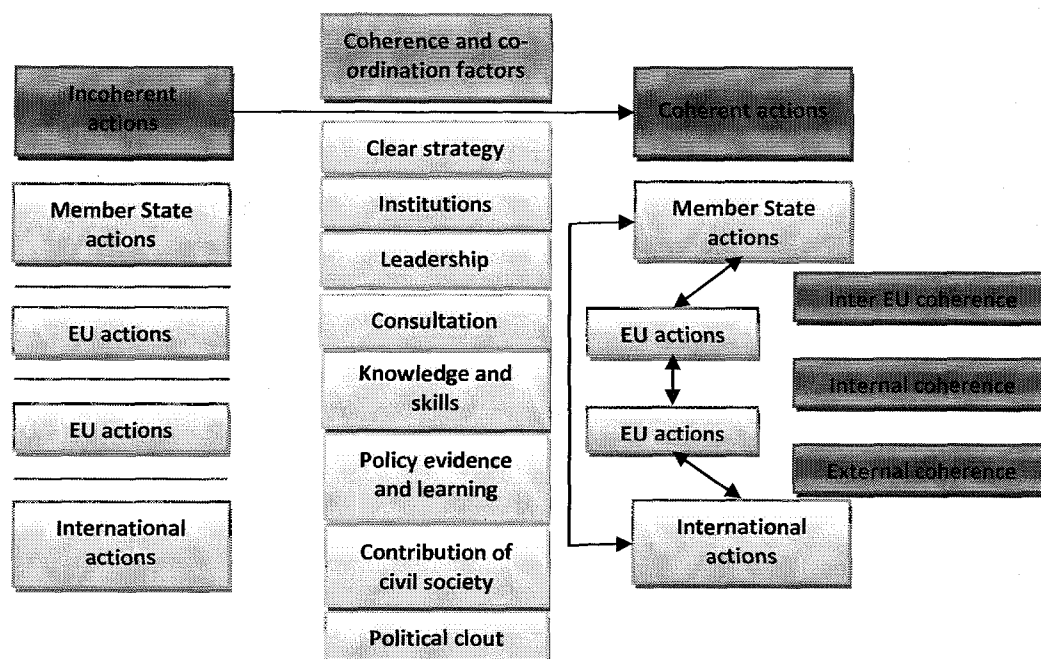 Coherence and co-
ordination factors
Incoherent
actions
Coherent actions
Clear strategy
Member State
actions
Institutions
Member State
actions
Leadership
Inter EU coherence
EU actions
Consultation
EU actions
Knowledge and
skills
Internal coherence
EU actions
EU actions
Policy evidence
and learning
External coherence
International
actions
International
actions
Contribution of
civil society
Political clout